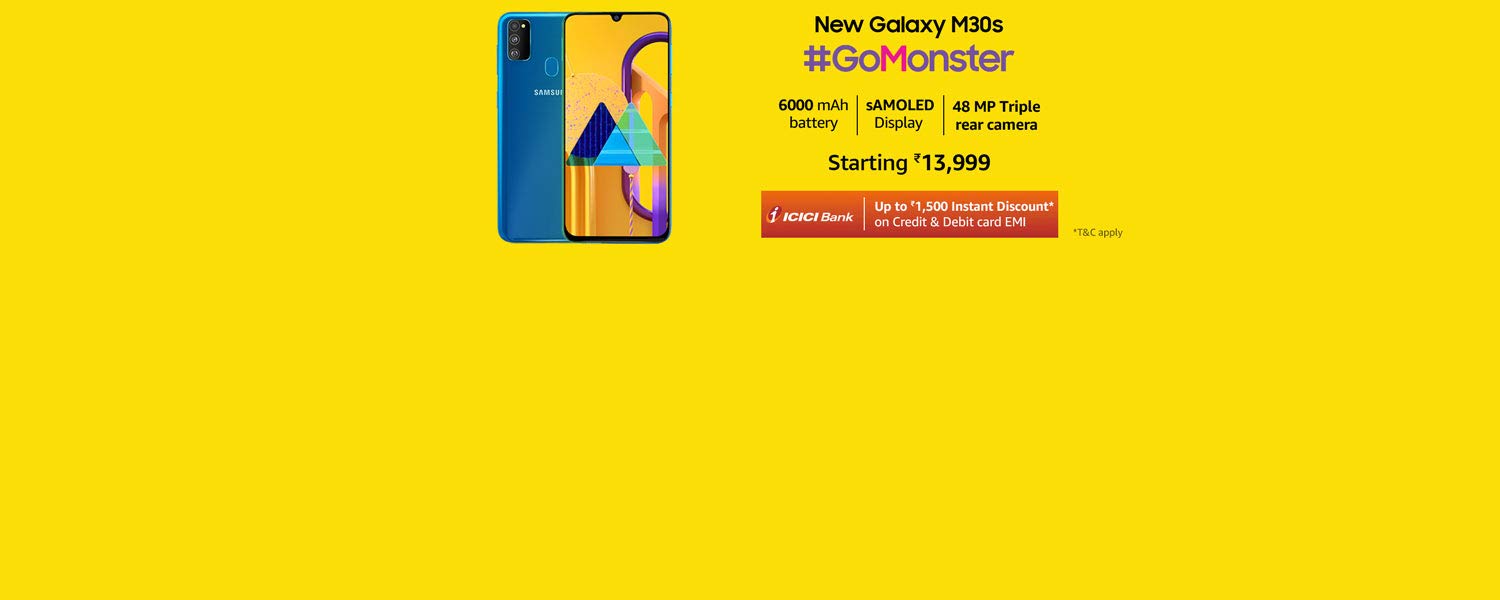 New Galaxy M30s
#GoMonster
6000 mAh
battery
sAMOLED
Display
48 MP Triple
rear camera
Starting ₹13,999
ICICI Bank
Up to ₹1,500 Instant Discount*
on Credit & Debit card EMI
*T&C apply